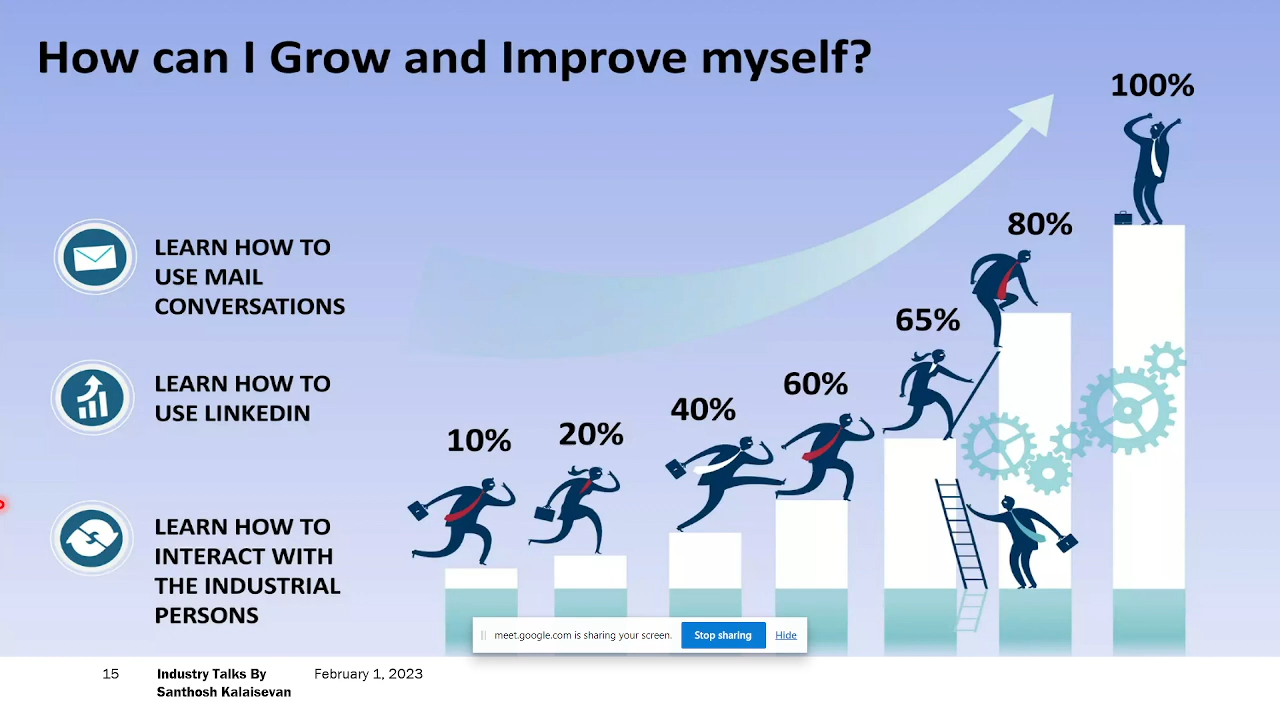 How can I Grow and Improve myself?
100%
80%
65%
60%
40%
20%
10%
LEARN HOW TO
USE MAIL
CONVERSATIONS
LEARN HOW TO
USE LINKEDIN
LEARN HOW TO
INTERACT WITH
THE INDUSTRIAL
PERSONS
meet.google.com is sharing your screen. Stop sharing Hide
15 Industry Talks By February 1, 2023
Santhosh Kalaisevan